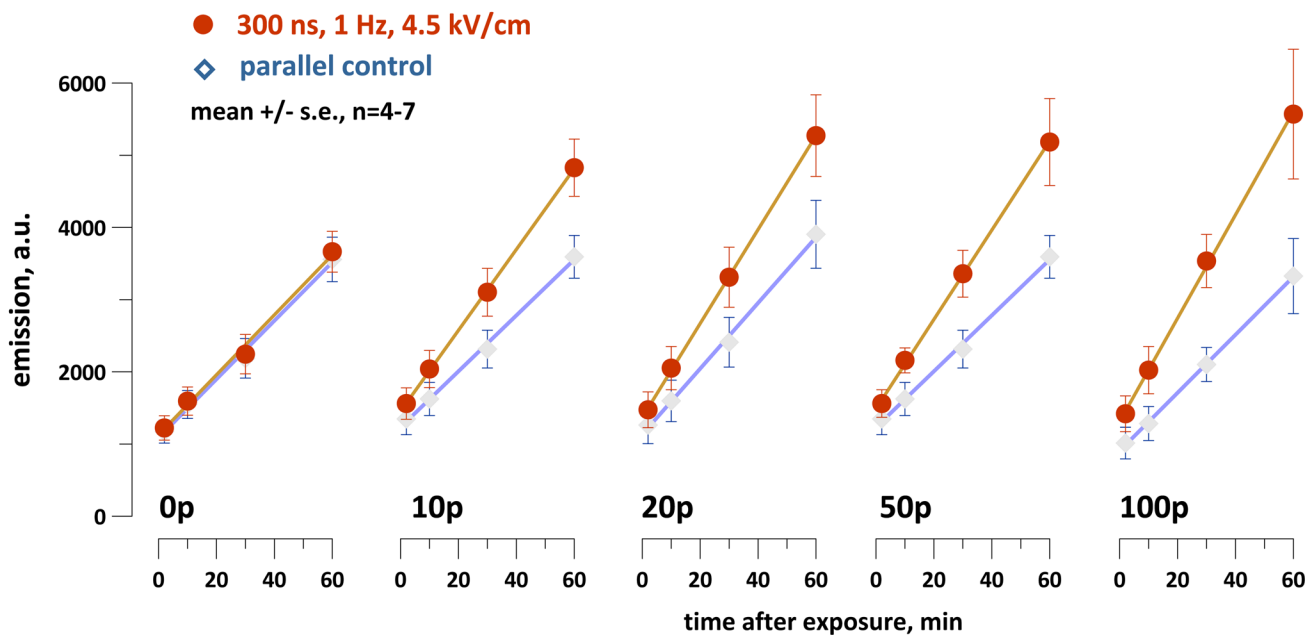 300 ns, 1 Hz, 4.5 kV/cm
parallel control
mean +/- s.e., n=4-7
6000
4000
2000
0
emission, a.u.
0p 10p 20p 50p 100p
0 20 40 60 0 20 40 60 0 20 40 60 0 20 40 60 0 20 40 60
time after exposure, min